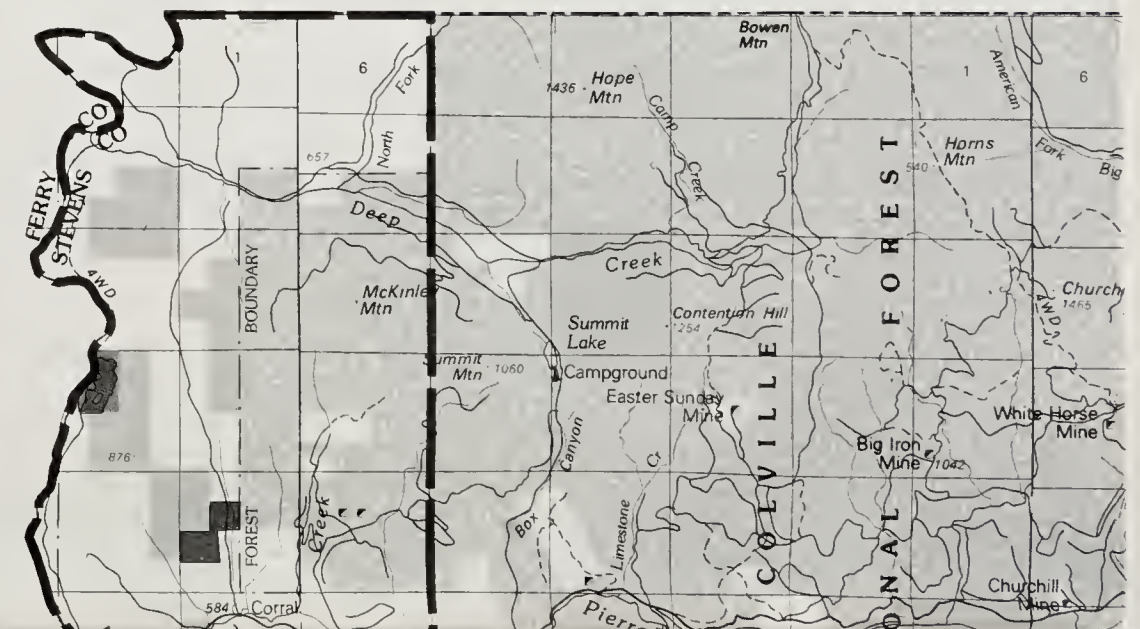 Bowen
Mtn
1
6
Hope
Mtn
1436
Camp
Creek
1
6
American
Fork
Big
Horns
Mtn
540
CO
CO
FERRY
STEVENS
4WD
North
Fork
657
Deep
Creek
BOUNDARY
FOREST
McKinle
Mtn
Contention Hill
1254
Summit
Lake
Campground
Summit
Mtn
1060
Church
1465
4WD
Easter Sunday
Mine
White Horse
Mine
Big Iron
Mine
1042
876
Canyon
Box
Cr
Limestone
Creek
COLVILLE
FOREST
ONAL
Churchill
Mine
584
Corral
Pierre